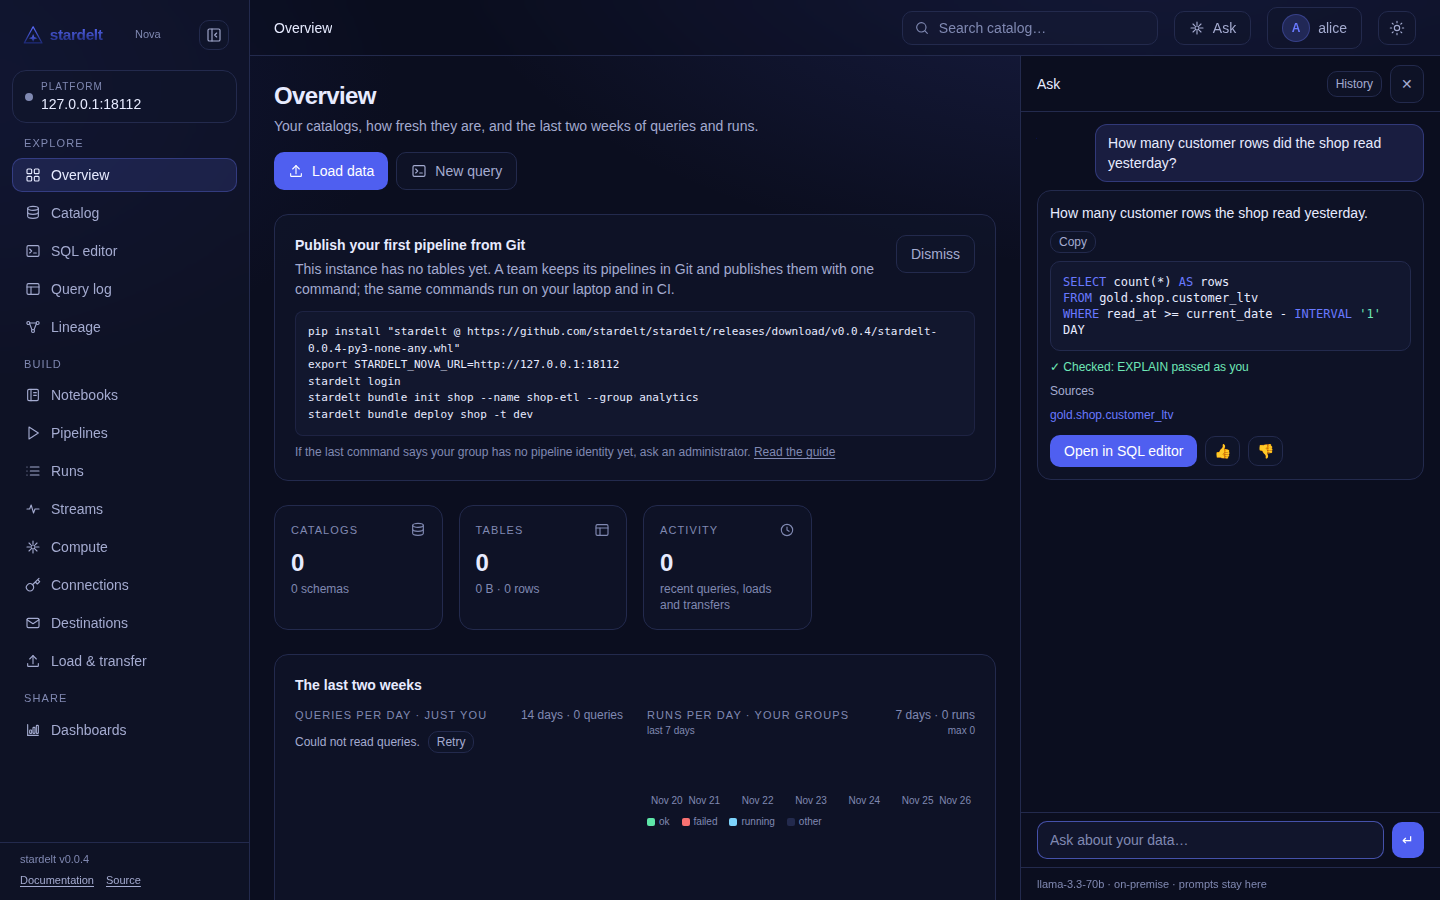 stardelt
Nova
PLATFORM
127.0.0.1:18112
EXPLORE
Overview
Catalog
SQL editor
Query log
Lineage
BUILD
Notebooks
Pipelines
Runs
Streams
Compute
Connections
Destinations
Load & transfer
SHARE
Dashboards
stardelt v0.0.4
Documentation Source
Overview
Search catalog…
Ask
A alice
Overview
Your catalogs, how fresh they are, and the last two weeks of queries and runs.
Load data
New query
Publish your first pipeline from Git
Dismiss
This instance has no tables yet. A team keeps its pipelines in Git and publishes them with one
command; the same commands run on your laptop and in CI.
pip install "stardelt @ https://github.com/stardelt/stardelt/releases/download/v0.0.4/stardelt-
0.0.4-py3-none-any.whl"
export STARDELT_NOVA_URL=http://127.0.0.1:18112
stardelt login
stardelt bundle init shop --name shop-etl --group analytics
stardelt bundle deploy shop -t dev
If the last command says your group has no pipeline identity yet, ask an administrator. Read the guide
CATALOGS
0
0 schemas
TABLES
0
0 B · 0 rows
ACTIVITY
0
recent queries, loads
and transfers
The last two weeks
QUERIES PER DAY · JUST YOU
14 days · 0 queries
Could not read queries.
Retry
RUNS PER DAY · YOUR GROUPS
7 days · 0 runs
last 7 days
max 0
Nov 20 Nov 21 Nov 22 Nov 23 Nov 24 Nov 25 Nov 26
ok failed running other
Ask
History
✕
How many customer rows did the shop read
yesterday?
How many customer rows the shop read yesterday.
Copy
SELECT count(*) AS rows
FROM gold.shop.customer_ltv
WHERE read_at >= current_date - INTERVAL '1'
DAY
✓ Checked: EXPLAIN passed as you
Sources
gold.shop.customer_ltv
Open in SQL editor
👍
👎
Ask about your data…
↵
llama-3.3-70b · on-premise · prompts stay here